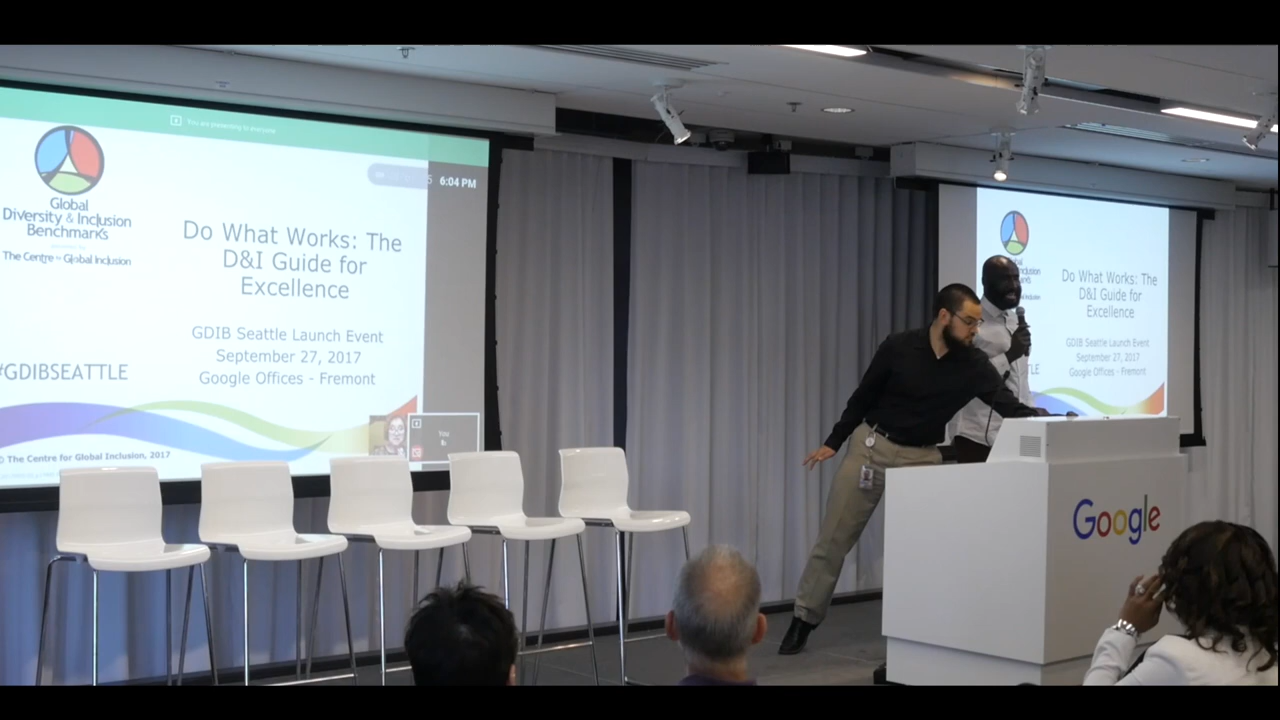 You are presenting to everyone
6:04 PM
Global
Diversity & Inclusion
Benchmarks
The Centre for Global Inclusion
Do What Works: The
D&I Guide for
Excellence
GDIB Seattle Launch Event
September 27, 2017
Google Offices - Fremont
#GDIBSEATTLE
You
© The Centre for Global Inclusion, 2017
Do What Works: The
D&I Guide for
Excellence
GDIB Seattle Launch Event
September 27, 2017
Google Offices - Fremont
Google